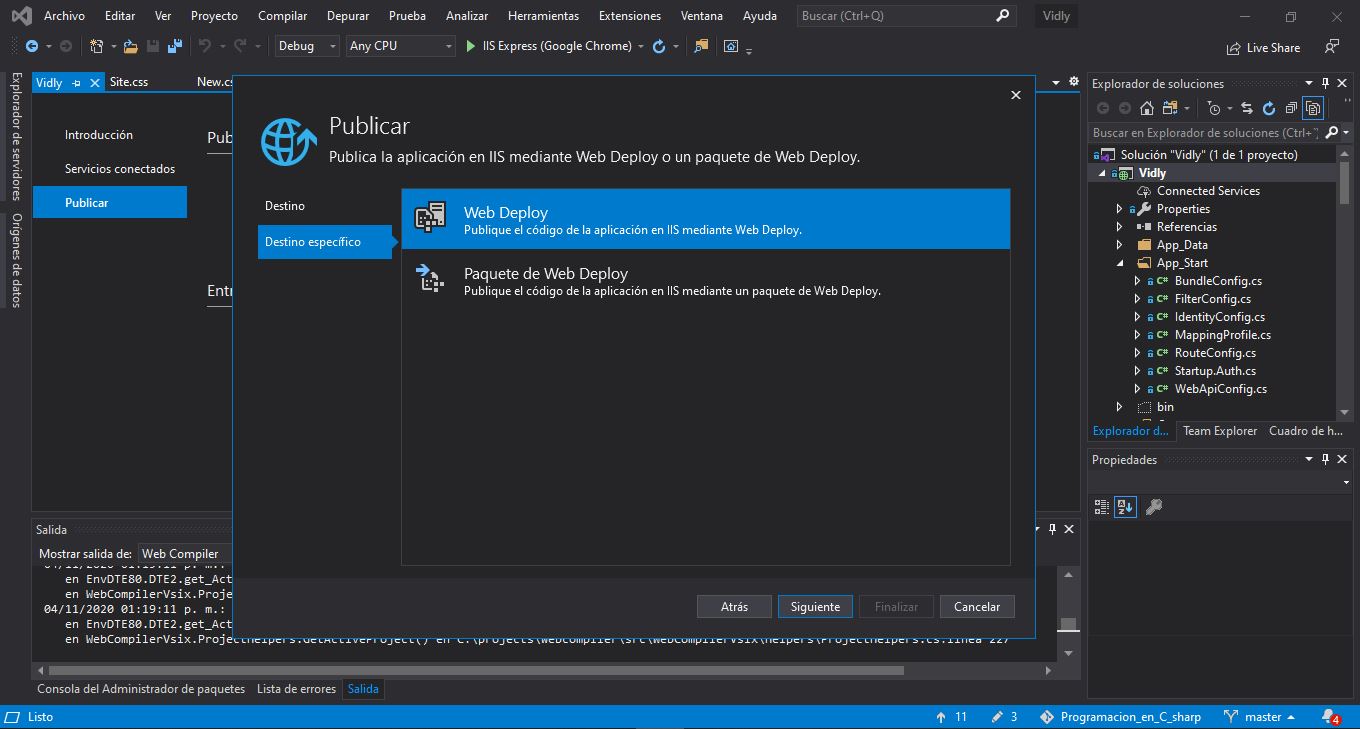 Archivo Editar Ver Proyecto Compilar Depurar Prueba Analizar Herramientas Extensiones Ventana Ayuda Buscar (Ctrl+Q) Vidly
Debug Any CPU IIS Express (Google Chrome) Live Share
Explorador de servidores
Orígenes de datos
Vidly Site.css New.cs
Introducción
Servicios conectados
Publicar
Pub
Entr
Publicar
Publica la aplicación en IIS mediante Web Deploy o un paquete de Web Deploy.
Destino
Destino específico
Web Deploy
Publique el código de la aplicación en IIS mediante Web Deploy.
Paquete de Web Deploy
Publique el código de la aplicación en IIS mediante un paquete de Web Deploy.
Atrás Siguiente Finalizar Cancelar
Explorador de soluciones
Buscar en Explorador de soluciones (Ctrl+
Solución "Vidly" (1 de 1 proyecto)
Vidly
Connected Services
Properties
Referencias
App_Data
App_Start
C# BundleConfig.cs
C# FilterConfig.cs
C# IdentityConfig.cs
C# MappingProfile.cs
C# RouteConfig.cs
C# Startup.Auth.cs
C# WebApiConfig.cs
bin
Explorador d... Team Explorer Cuadro de h...
Propiedades
Salida
Mostrar salida de: Web Compiler
04/11/2020 01:19:11 p. m.:
en EnvDTE80.DTE2.get_Act
en WebCompilerVsix.Proje
04/11/2020 01:19:11 p. m.:
en EnvDTE80.DTE2.get_Act
en WebCompilerVsix.ProjectHelpers.GetActiveProject() en C:\projects\webcompiler\src\WebCompilerVsix\Helpers\ProjectHelpers.cs:línea 227
Consola del Administrador de paquetes Lista de errores Salida
Listo 11 3 Programacion_en_C_sharp master 4